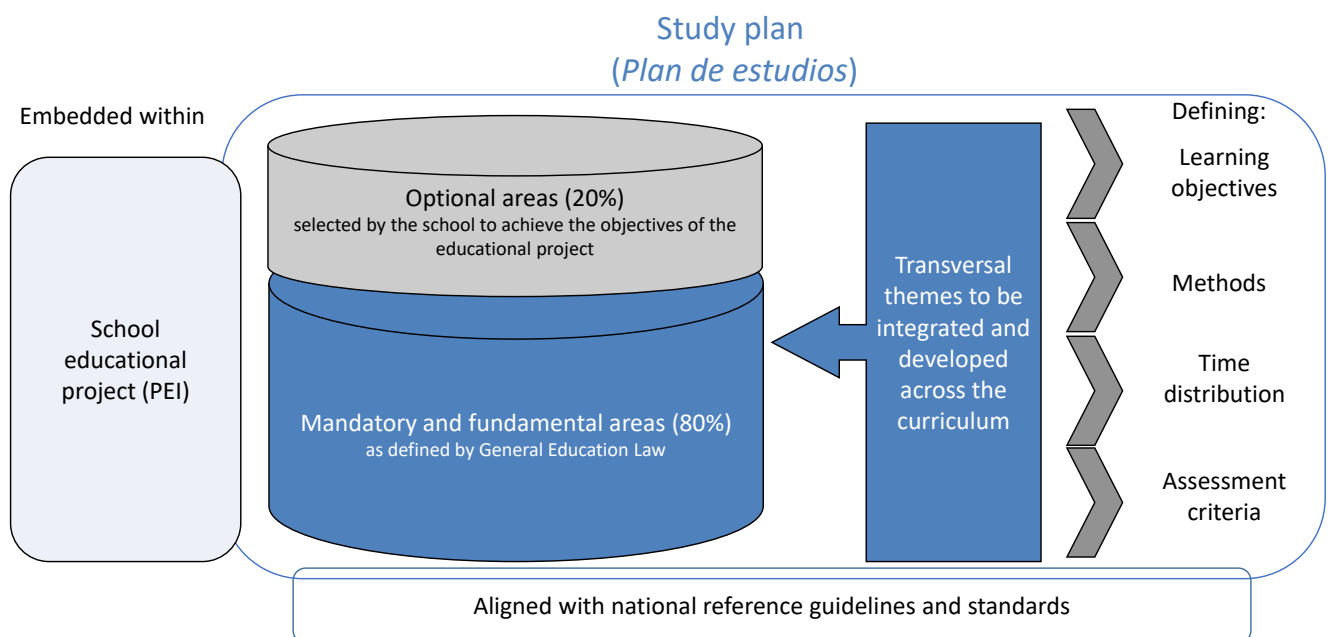 Study plan
(Plan de estudios)
Embedded within
School
educational
project (PEI)
Optional areas (20%)
selected by the school to achieve the objectives of the
educational project
Mandatory and fundamental areas (80%)
as defined by General Education Law
Transversal
themes to be
integrated and
developed
across the
curriculum
Defining:
Learning
objectives
Methods
Time
distribution
Assessment
criteria
Aligned with national reference guidelines and standards